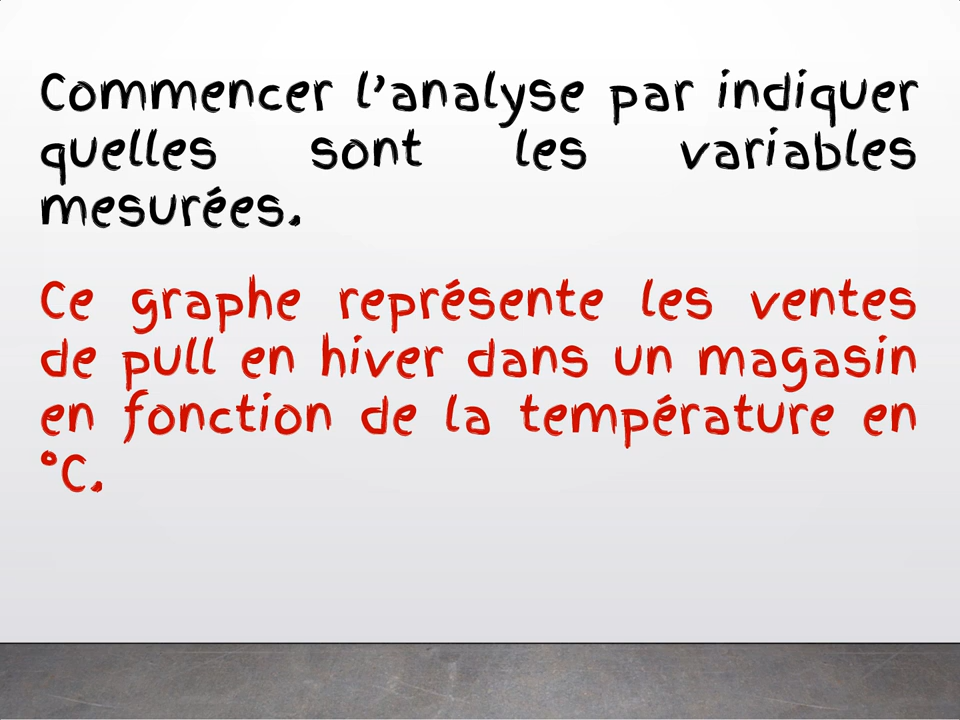 Commencer l’analyse par indiquer
quelles sont les variables
mesurées.
Ce graphe représente les ventes
de pull en hiver dans un magasin
en fonction de la température en
°C.